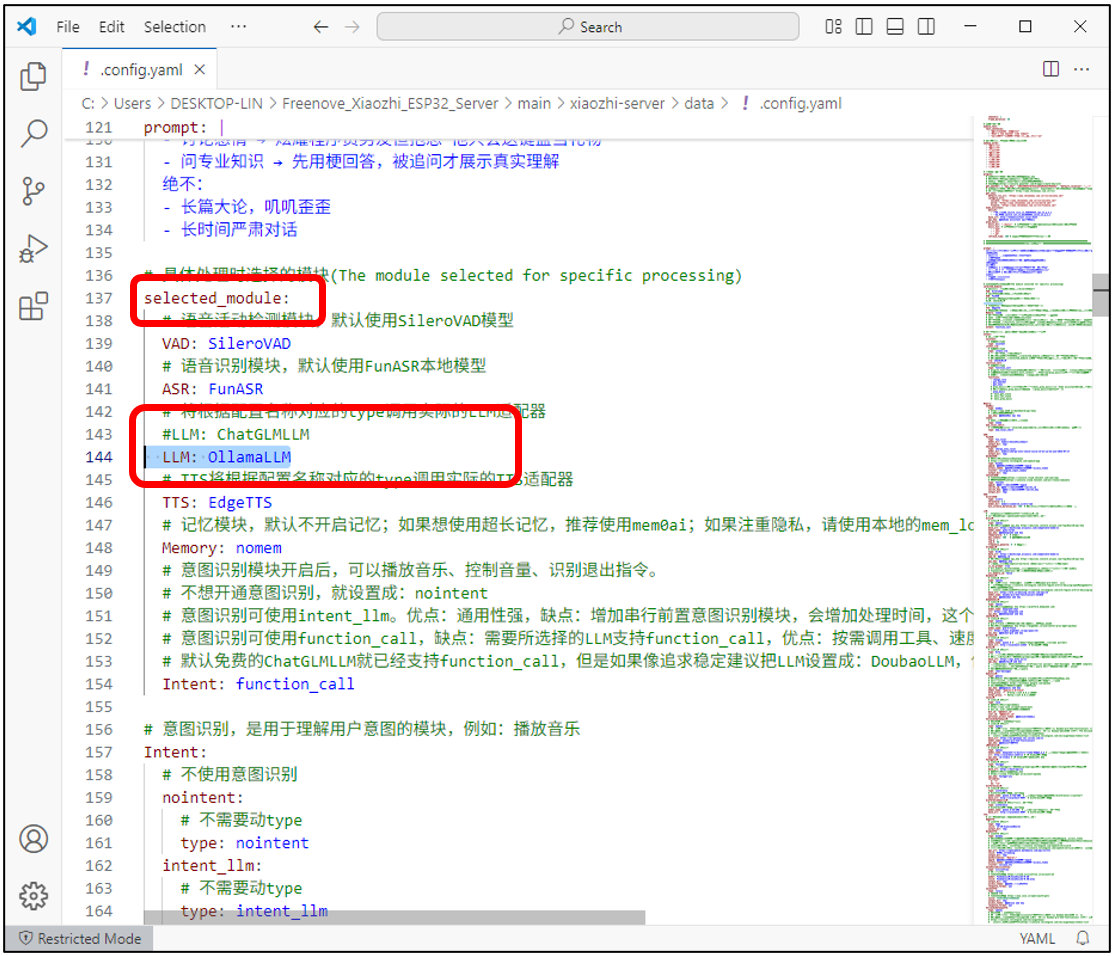 File Edit Selection ··· Search
! .config.yaml
C: > Users > DESKTOP-LIN > Freenove_Xiaozhi_ESP32_Server > main > xiaozhi-server > data > ! .config.yaml
121 prompt: |
131 - 问专业知识 → 先用梗回答，被追问才展示真实理解
132 绝不：
133 - 长篇大论，叽叽歪歪
134 - 长时间严肃对话
135
136 # 具体处理时选择的模块(The module selected for specific processing)
137 selected_module:
138 # 语音活动检测模块，默认使用SileroVAD模型
139 VAD: SileroVAD
140 # 语音识别模块，默认使用FunASR本地模型
141 ASR: FunASR
142 # 将根据配置名称对应的type调用实际的LLM适配器
143 #LLM: ChatGLMLLM
144 LLM: OllamaLLM
145 # TTS将根据配置名称对应的type调用实际的TTS适配器
146 TTS: EdgeTTS
147 # 记忆模块，默认不开启记忆；如果想使用超长记忆，推荐使用mem0ai；如果注重隐私，请使用本地的mem_lo
148 Memory: nomem
149 # 意图识别模块开启后，可以播放音乐、控制音量、识别退出指令。
150 # 不想开通意图识别，就设置成：nointent
151 # 意图识别可使用intent_llm。优点：通用性强，缺点：增加串行前置意图识别模块，会增加处理时间，这个
152 # 意图识别可使用function_call，缺点：需要所选择的LLM支持function_call，优点：按需调用工具、速度
153 # 默认免费的ChatGLMLLM就已经支持function_call，但是如果像追求稳定建议把LLM设置成：DoubaoLLM，
154 Intent: function_call
155
156 # 意图识别，是用于理解用户意图的模块，例如：播放音乐
157 Intent:
158 # 不使用意图识别
159 nointent:
160 # 不需要动type
161 type: nointent
162 intent_llm:
163 # 不需要动type
164 type: intent_llm
Restricted Mode YAML